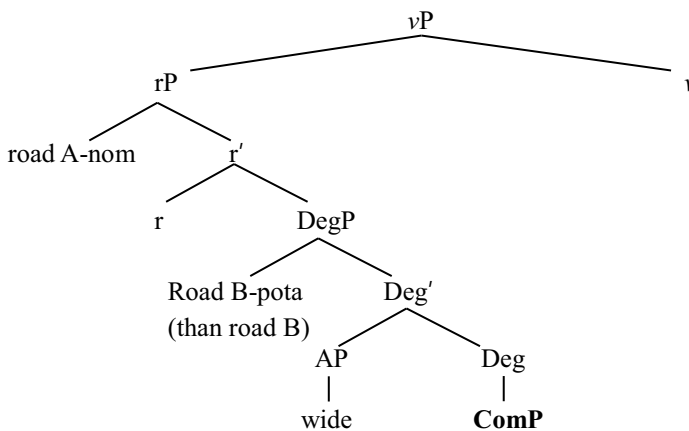 vP
rP
road A-nom r′
r DegP
Road B-pota Deg′
(than road B)
AP Deg
wide ComP